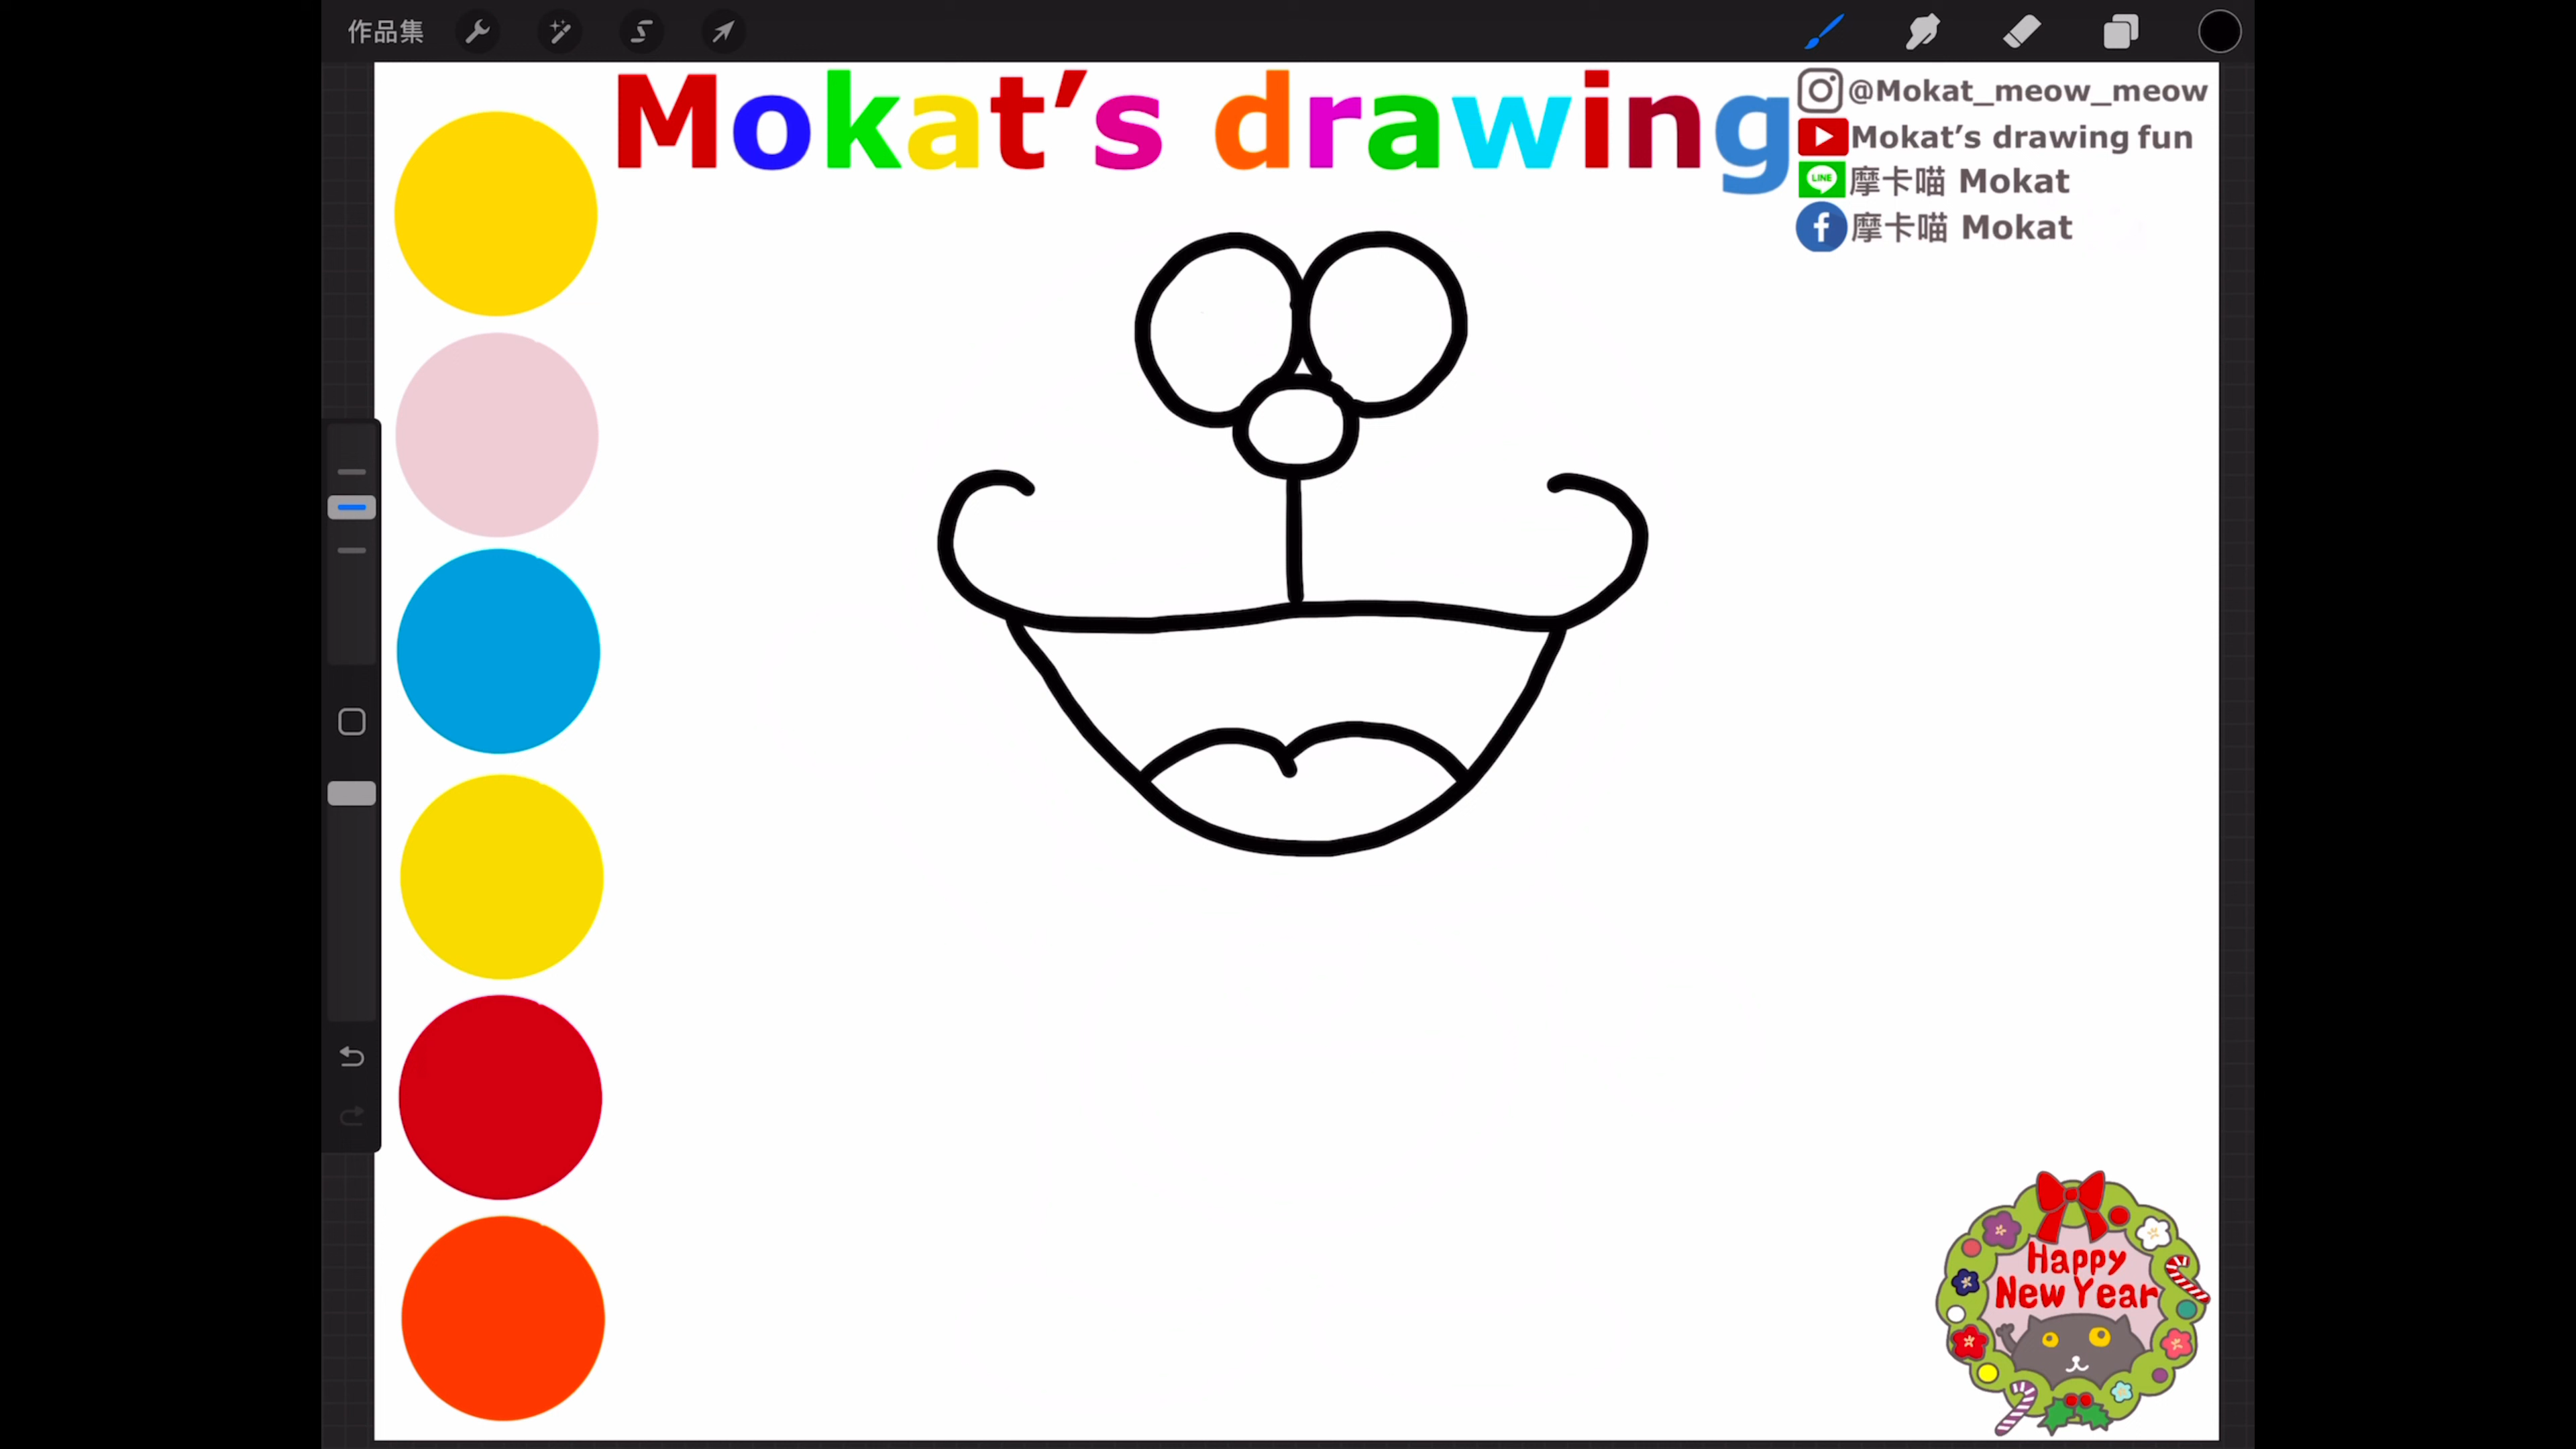 作品集
Mokat’s drawing
@Mokat_meow_meow
Mokat’s drawing fun
LINE
摩卡喵 Mokat
摩卡喵 Mokat
Happy
New Year